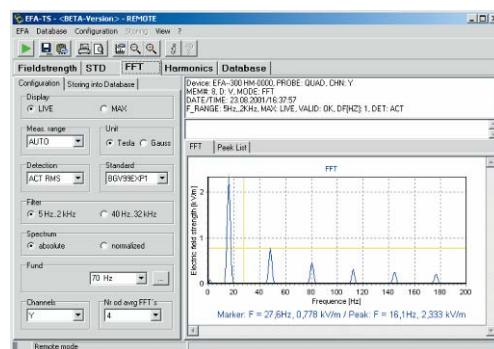 EFA-TS - <BETA-Version> - REMOTE
EFA Database Configuration Storing View ?
Fieldstrength STD FFT Harmonics Database
Configuration Storing into Database
Display
LIVE MAX
Meas. range
AUTO
Unit
Tesla Gauss
Detection
ACT RMS
Standard
BGV99EXP1
Filter
5 Hz..2 kHz 40 Hz..32 kHz
Spectrum
absolute normalized
Fund
70 Hz ...
Channels
Y
Nr od avrg FFT's
4
Remote mode
Device: EFA-300 HM-0000, PROBE: QUAD, CHN: Y
MEM#: 8, D: V, MODE: FFT
DATE/TIME: 23.08.2001/16:37:57
F_RANGE: 5Hz..2KHz, MAX: LIVE, VALID: OK, DF[HZ]: 1, DET: ACT
FFT Peek List
FFT
Electric field strength [kV/m]
2
1
0
0 20 40 60 80 100 120 140 160 180 200
Frequence [Hz]
Marker: F = 27,6Hz, 0,778 kV/m / Peak: F = 16,1Hz, 2,333 kV/m